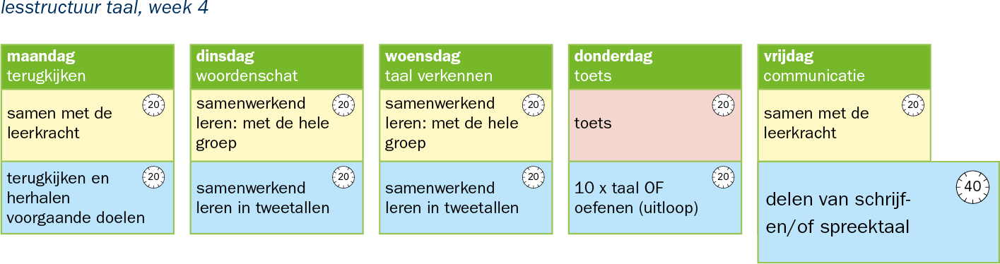 lesstructuur taal, week 4
maandag
terugkijken
20
samen met de
leerkracht
20
terugkijken en
herhalen
voorgaande doelen
dinsdag
woordenschat
20
samenwerkend
leren: met de hele
groep
20
samenwerkend
leren in tweetallen
woensdag
taal verkennen
20
samenwerkend
leren: met de hele
groep
20
samenwerkend
leren in tweetallen
donderdag
toets
20
toets
20
10 x taal OF
oefenen (uitloop)
vrijdag
communicatie
20
samen met de
leerkracht
40
delen van schrijf-
en/of spreektaal